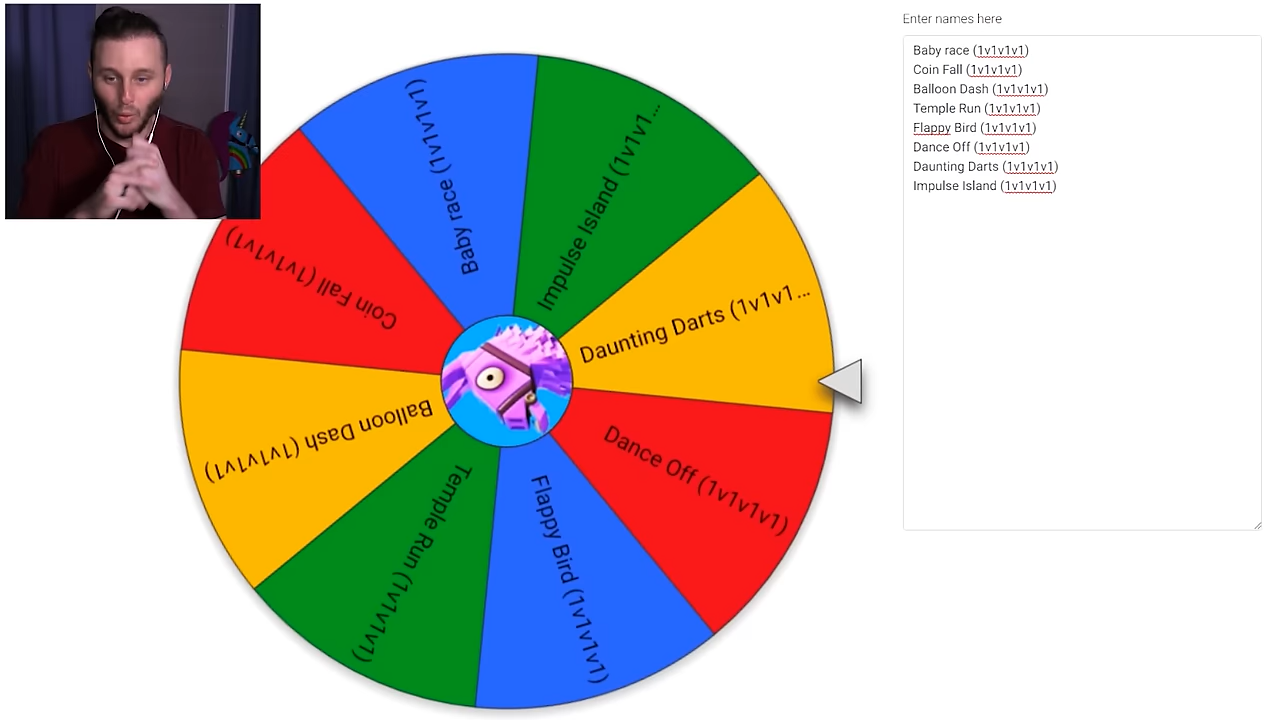 Enter names here
Baby race (1v1v1v1)
Coin Fall (1v1v1v1)
Balloon Dash (1v1v1v1)
Temple Run (1v1v1v1)
Flappy Bird (1v1v1v1)
Dance Off (1v1v1v1)
Daunting Darts (1v1v1v1)
Impulse Island (1v1v1v1)
Baby race (1v1v1v1)
Impulse Island (1v1v1...
Daunting Darts (1v1v1...
Dance Off (1v1v1v1)
Flappy Bird (1v1v1v1)
Temple Run (1v1v1v1)
Balloon Dash (1v1v1v1)
Coin Fall (1v1v1v1)